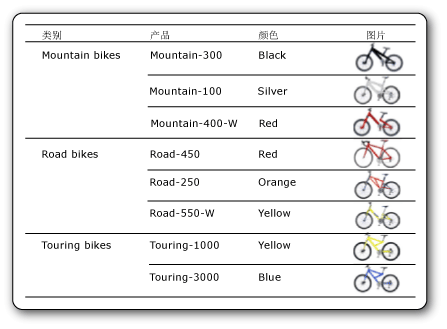 类别 产品 颜色 图片
Mountain bikes Mountain-300 Black
Mountain-100 Silver
Mountain-400-W Red
Road bikes Road-450 Red
Road-250 Orange
Road-550-W Yellow
Touring bikes Touring-1000 Yellow
Touring-3000 Blue